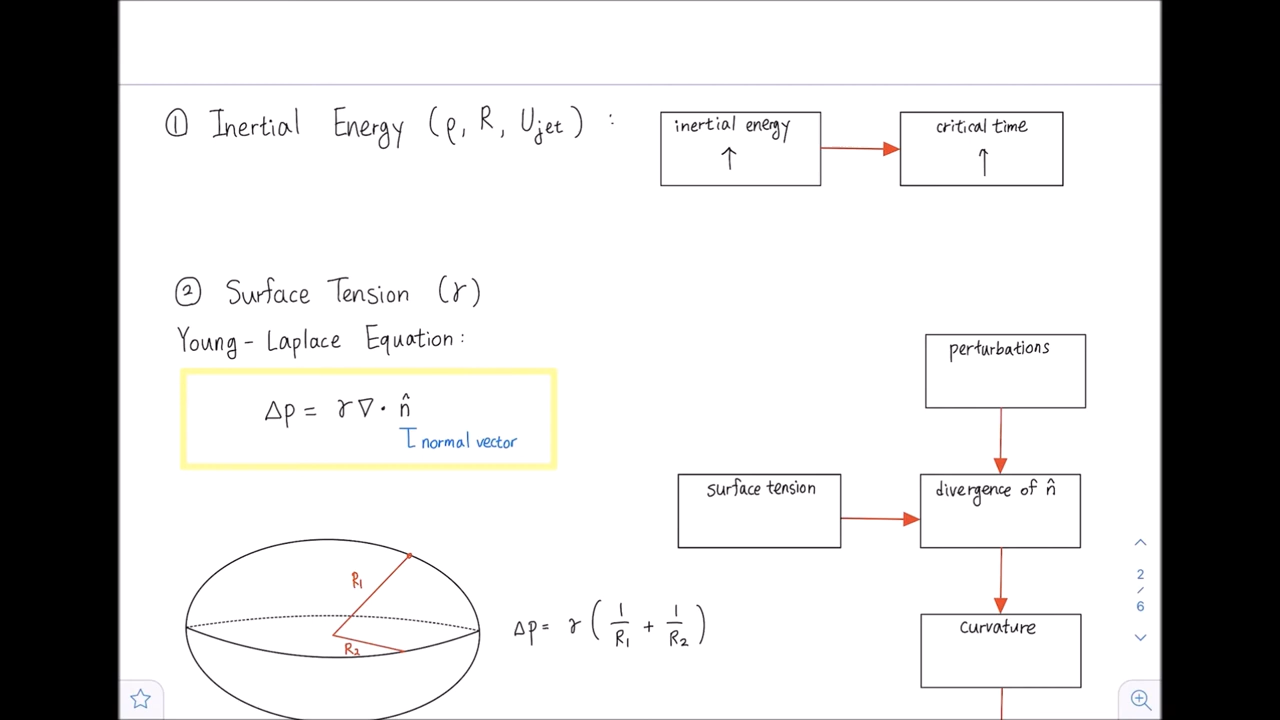 ① Inertial Energy (ρ, R, Ujet) :
inertial energy
↑
critical time
↑
② Surface Tension (γ)
Young - Laplace Equation :
Δp = γ ∇ · n̂
normal vector
perturbations
surface tension
divergence of n̂
Curvature
R₁
R₂
Δp = γ ( 1/R₁ + 1/R₂ )
2
/
6